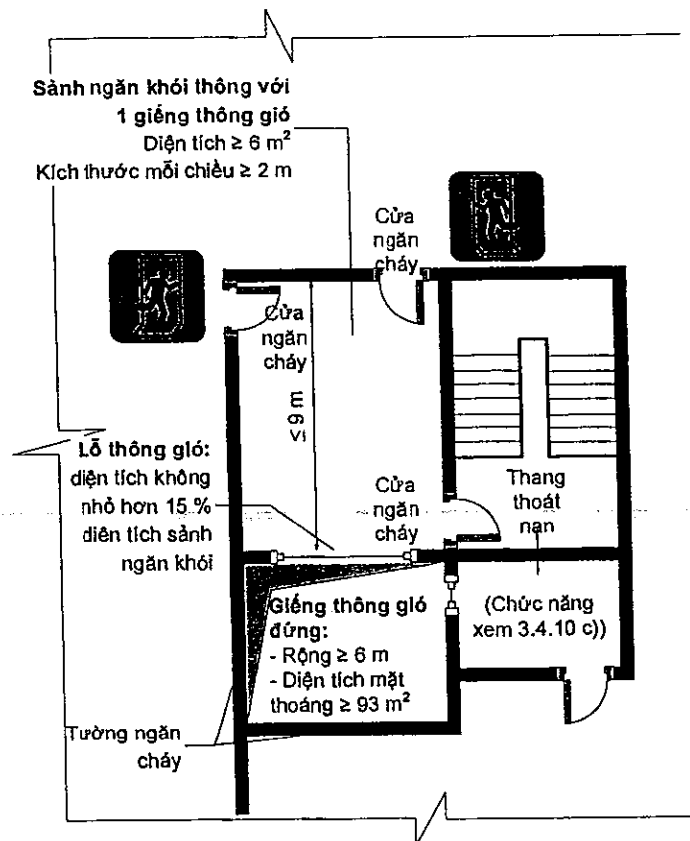 Sảnh ngăn khói thông với
1 giếng thông gió
Diện tích ≥ 6 m²
Kích thước mỗi chiều ≥ 2 m
Cửa
ngăn
cháy
Cửa
ngăn
cháy
≤ 9 m
Lỗ thông gió:
diện tích không
nhỏ hơn 15 %
diên tích sảnh
ngăn khói
Cửa
ngăn
cháy
Thang
thoát
nạn
Giếng thông gió
đứng:
- Rộng ≥ 6 m
- Diện tích mặt
thoáng ≥ 93 m²
(Chức năng
xem 3.4.10 c))
Tường ngăn
cháy